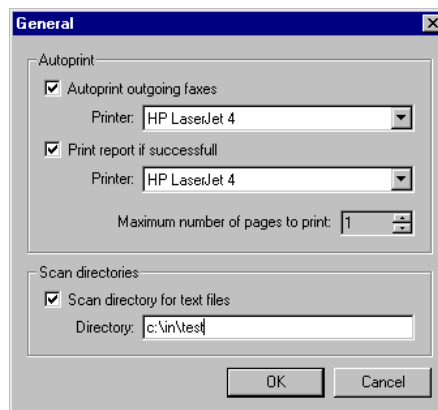 General
Autoprint
Autoprint outgoing faxes
Printer: HP LaserJet 4
Print report if successfull
Printer: HP LaserJet 4
Maximum number of pages to print: 1
Scan directories
Scan directory for text files
Directory: c:\in\test
OK Cancel